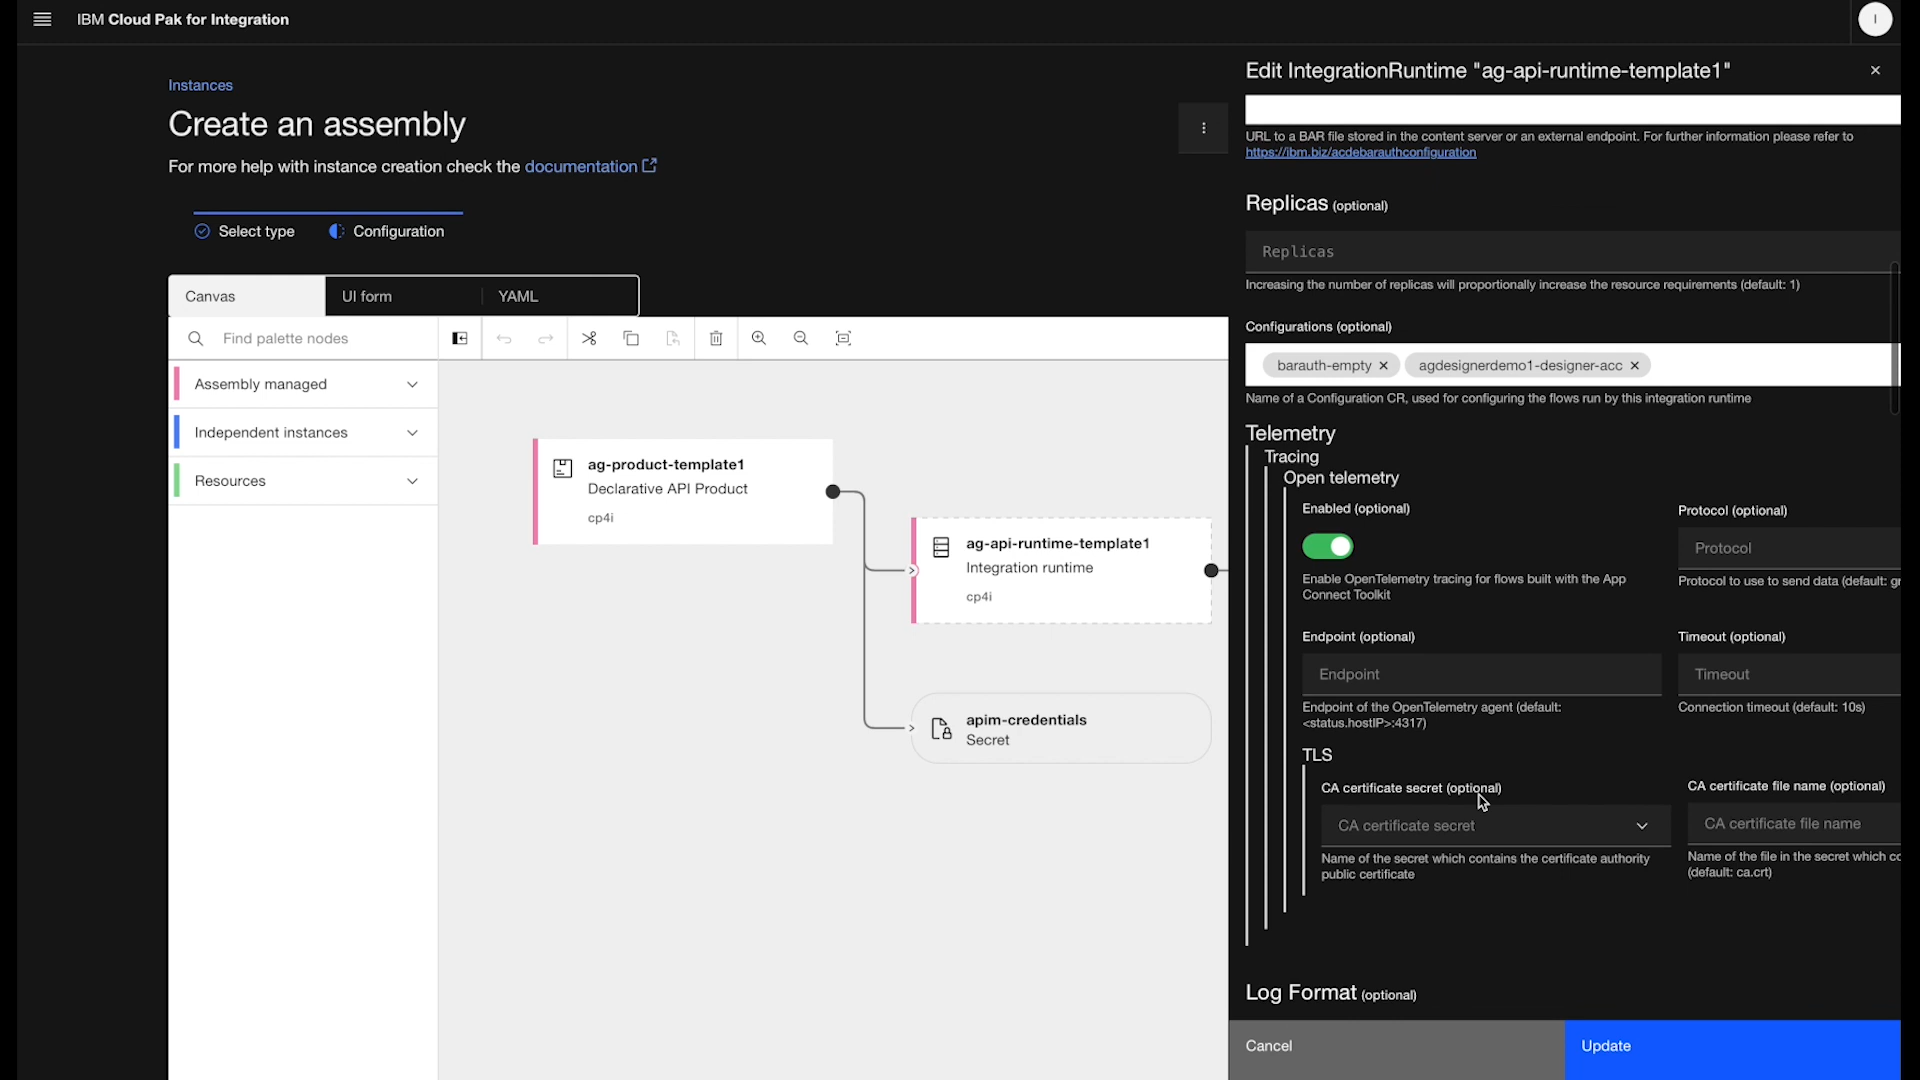 IBM Cloud Pak for Integration
I
Instances
Create an assembly
For more help with instance creation check the documentation
Select type
Configuration
Canvas
UI form
YAML
Find palette nodes
Assembly managed
Independent instances
Resources
ag-product-template1
Declarative API Product
cp4i
ag-api-runtime-template1
Integration runtime
cp4i
apim-credentials
Secret
Edit IntegrationRuntime "ag-api-runtime-template1"
URL to a BAR file stored in the content server or an external endpoint. For further information please refer to
https://ibm.biz/acdebarauthconfiguration
Replicas (optional)
Replicas
Increasing the number of replicas will proportionally increase the resource requirements (default: 1)
Configurations (optional)
barauth-empty
agdesignerdemo1-designer-acc
Name of a Configuration CR, used for configuring the flows run by this integration runtime
Telemetry
Tracing
Open telemetry
Enabled (optional)
Enable OpenTelemetry tracing for flows built with the App
Connect Toolkit
Protocol (optional)
Protocol
Protocol to use to send data (default: gr
Endpoint (optional)
Endpoint
Endpoint of the OpenTelemetry agent (default:
<status.hostIP>:4317)
Timeout (optional)
Timeout
Connection timeout (default: 10s)
TLS
CA certificate secret (optional)
CA certificate secret
Name of the secret which contains the certificate authority
public certificate
CA certificate file name (optional)
CA certificate file name
Name of the file in the secret which co
(default: ca.crt)
Log Format (optional)
Cancel
Update